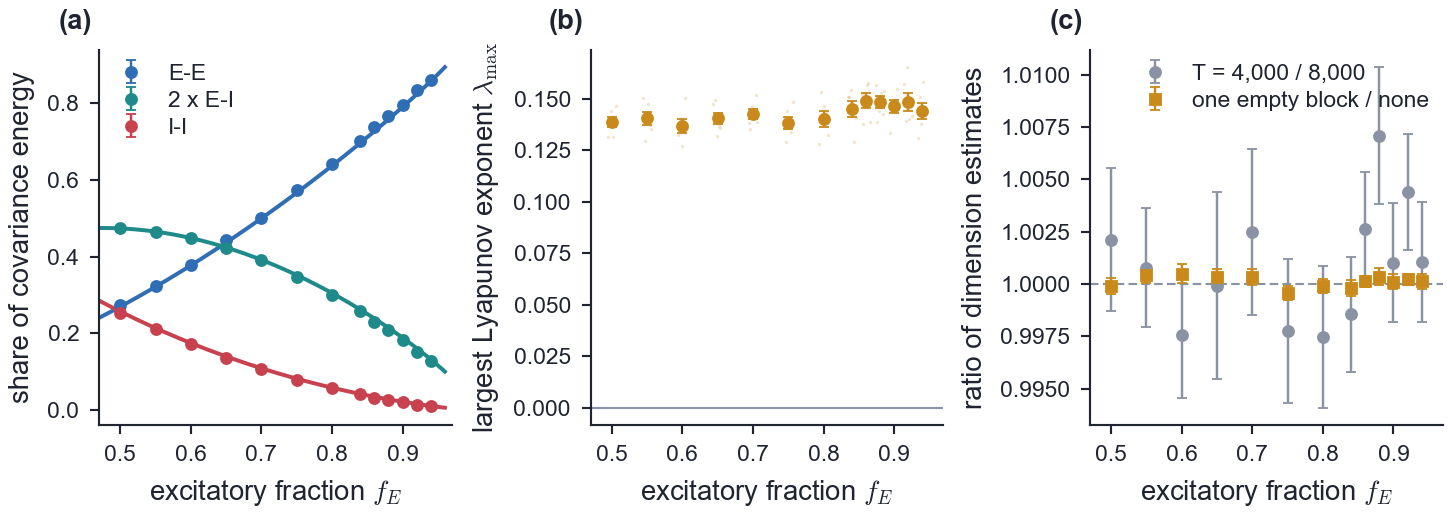 (a)
share of covariance energy
0.8
0.6
0.4
0.2
0.0
E-E
2 x E-I
I-I
0.5 0.6 0.7 0.8 0.9
excitatory fraction f_E
(b)
largest Lyapunov exponent λ_max
0.150
0.125
0.100
0.075
0.050
0.025
0.000
0.5 0.6 0.7 0.8 0.9
excitatory fraction f_E
(c)
ratio of dimension estimates
1.0100
1.0075
1.0050
1.0025
1.0000
0.9975
0.9950
T = 4,000 / 8,000
one empty block / none
0.5 0.6 0.7 0.8 0.9
excitatory fraction f_E